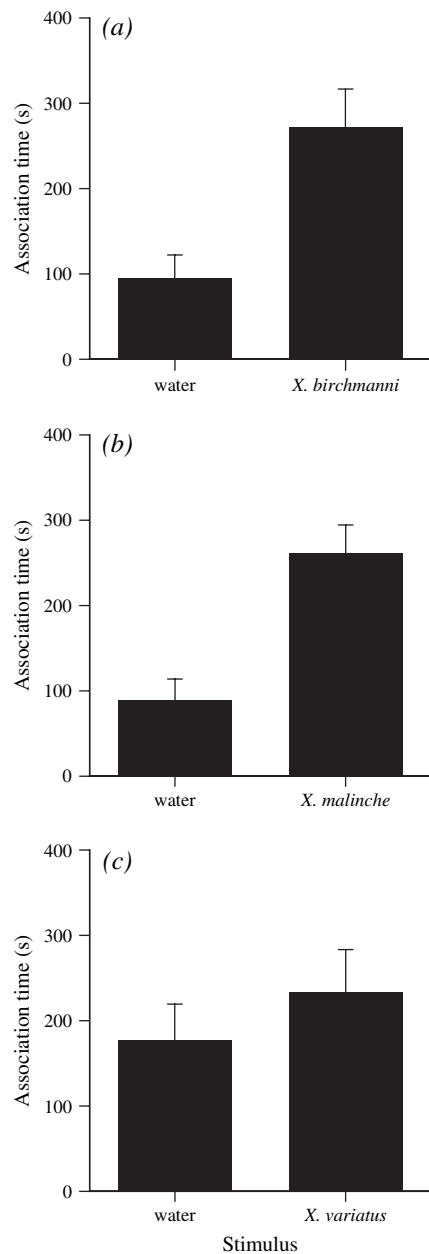 (a)
400
300
200
100
0
Association time (s)
water X. birchmanni
(b)
400
300
200
100
0
Association time (s)
water X. malinche
(c)
400
300
200
100
0
Association time (s)
water X. variatus
Stimulus